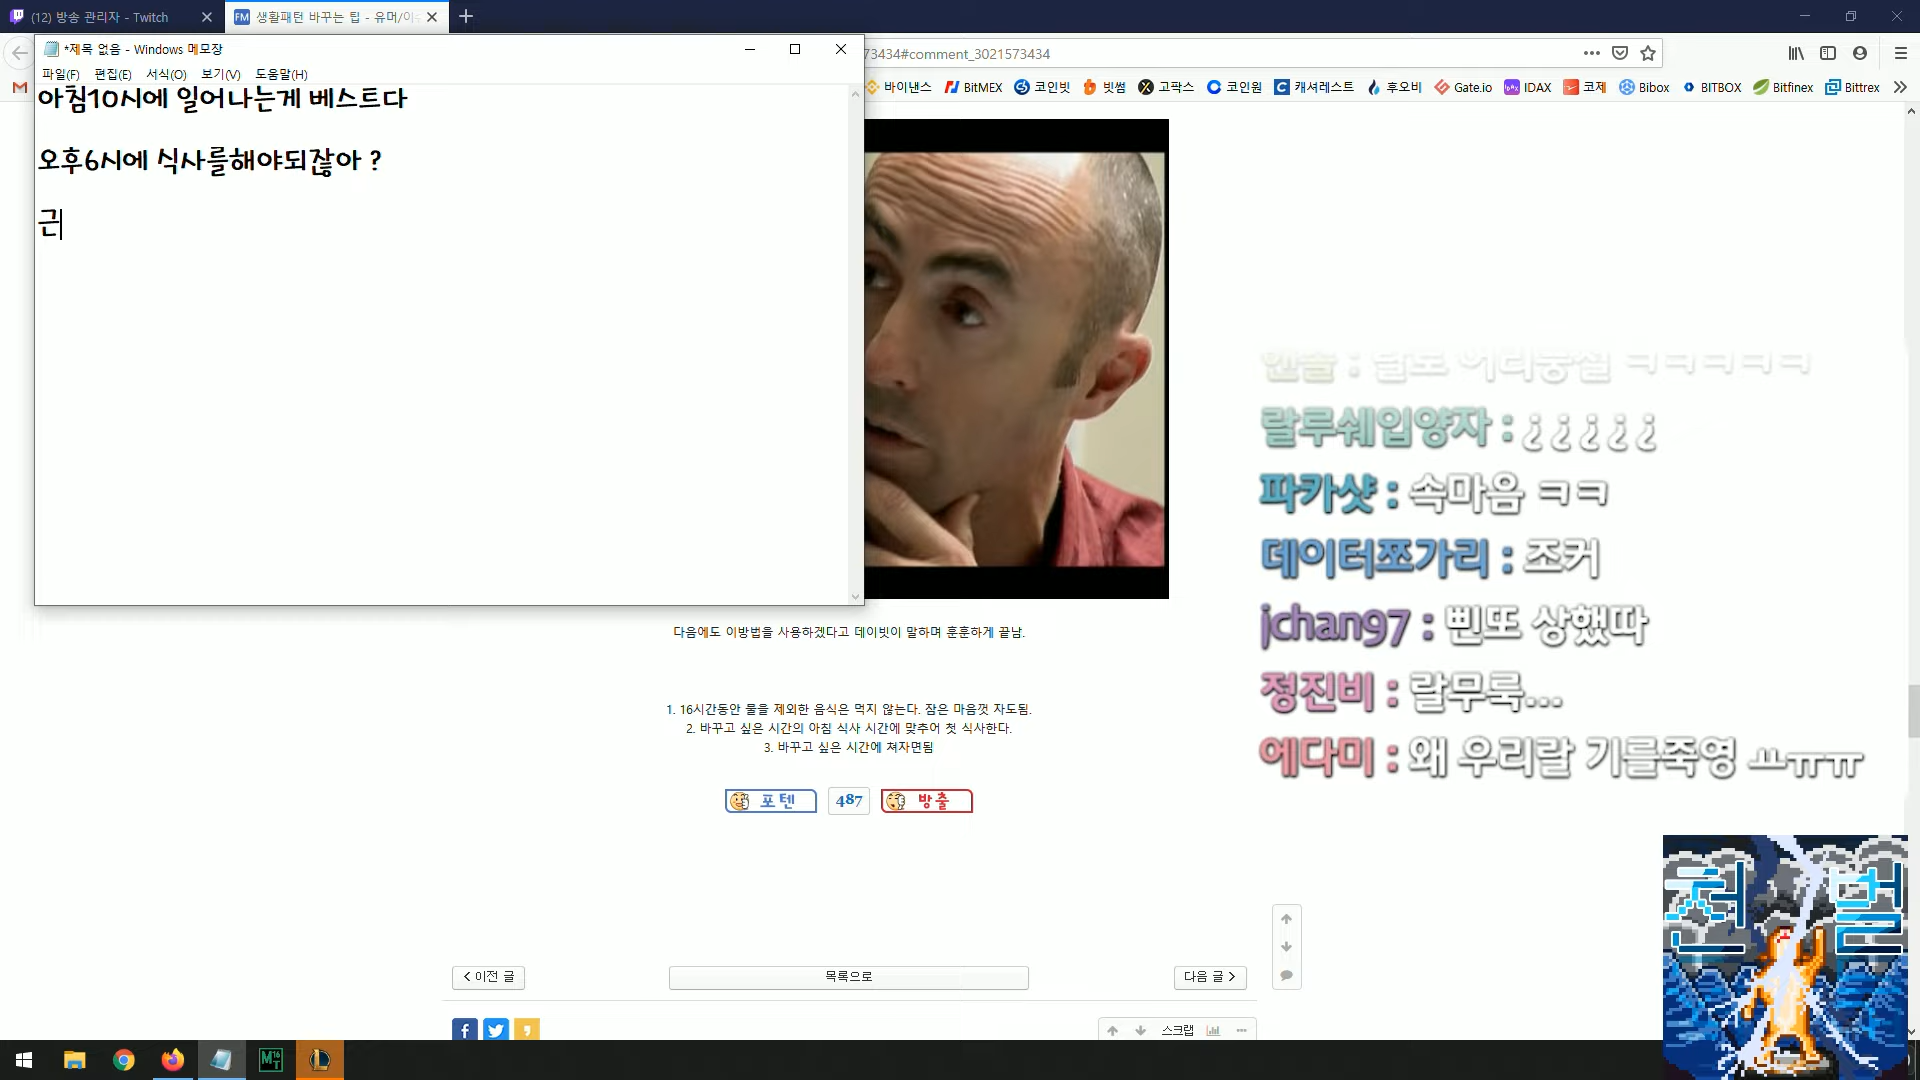 (12) 방송 관리자 - Twitch
FM 생활패턴 바꾸는 팁 - 유머/이슈
*제목 없음 - Windows 메모장
파일(F) 편집(E) 서식(O) 보기(V) 도움말(H)
73434#comment_3021573434
바이낸스 BitMEX 코인빗 빗썸 고팍스 코인원 캐셔레스트 후오비 Gate.io IDAX 코제 Bibox BITBOX Bitfinex Bittrex
아침10시에 일어나는게 베스트다
오후6시에 식사를해야되잖아 ?
근
랄루쉐입양자 : ¿¿¿¿¿
파카샷 : 속마음 ㅋㅋ
데이터쪼가리 : 조커
jchan97 : 삔또 상했따
정진비 : 랄무룩...
에다미 : 왜 우리랄 기를죽영 ㅛㅠㅠ
다음에도 이방법을 사용하겠다고 데이빗이 말하며 훈훈하게 끝남.
1. 16시간동안 물을 제외한 음식은 먹지 않는다. 잠은 마음껏 자도됨.
2. 바꾸고 싶은 시간의 아침 식사 시간에 맞추어 첫 식사한다.
3. 바꾸고 싶은 시간에 쳐자면됨
포텐 487 방출
천벌
이전 글 목록으로 다음 글
스크랩